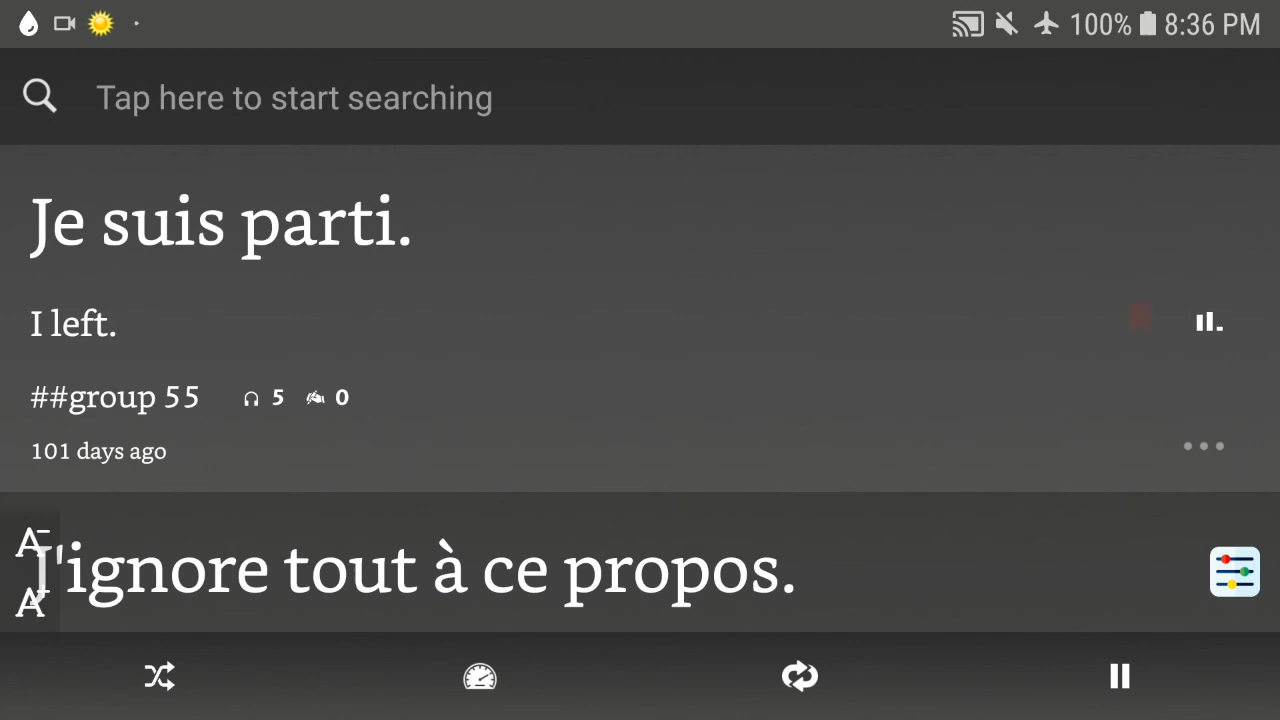 100% 8:36 PM
Tap here to start searching
Je suis parti.
I left.
##group 55 5 0
101 days ago
A-
J'ignore tout à ce propos.
A+